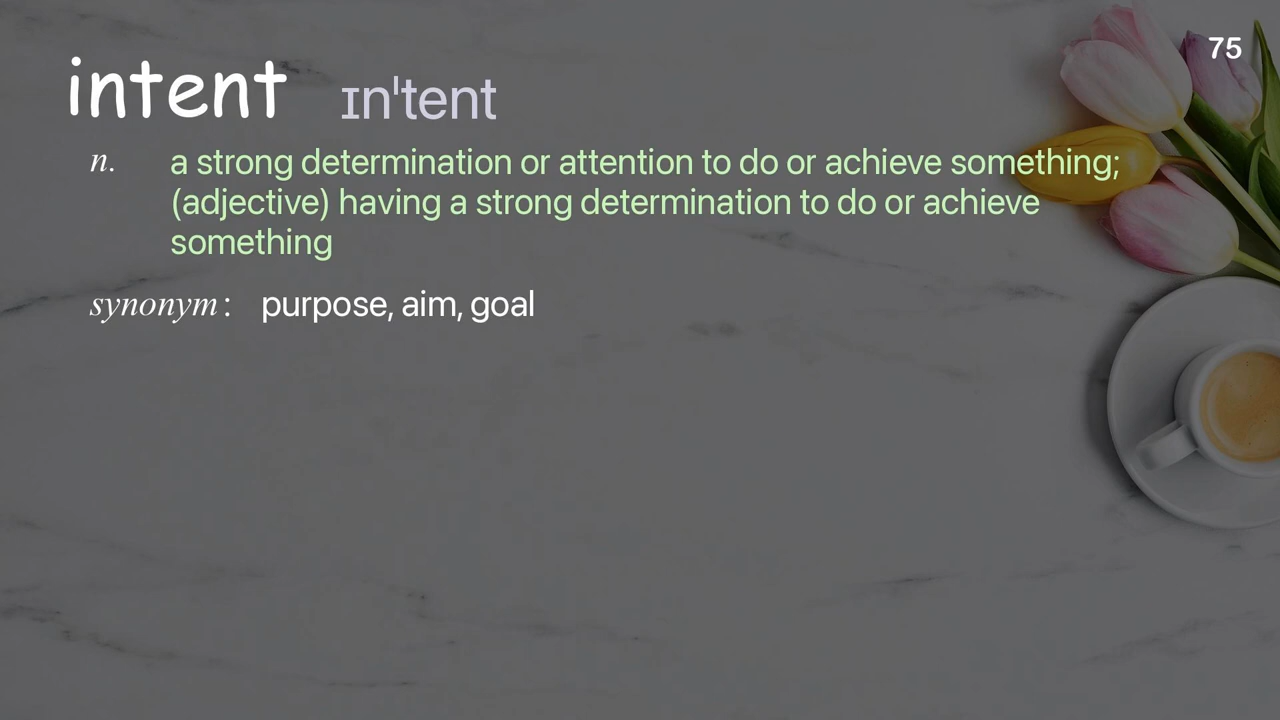 75
intent ɪn'tent
n. a strong determination or attention to do or achieve something;
(adjective) having a strong determination to do or achieve
something
synonym: purpose, aim, goal